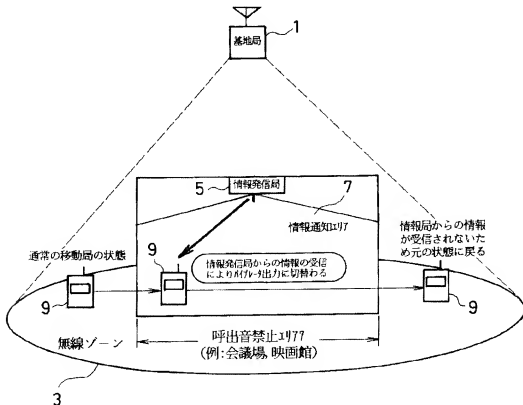 基地局
1
5
情報発信局
7
情報通知エリア
通常の移動局の状態
9
9
情報発信局からの情報の受信
によりバイブレータ出力に切替わる
情報局からの情報
が受信されないた
め元の状態に戻る
9
無線ゾーン
呼出音禁止エリア7
(例:会議場,映画館)
3